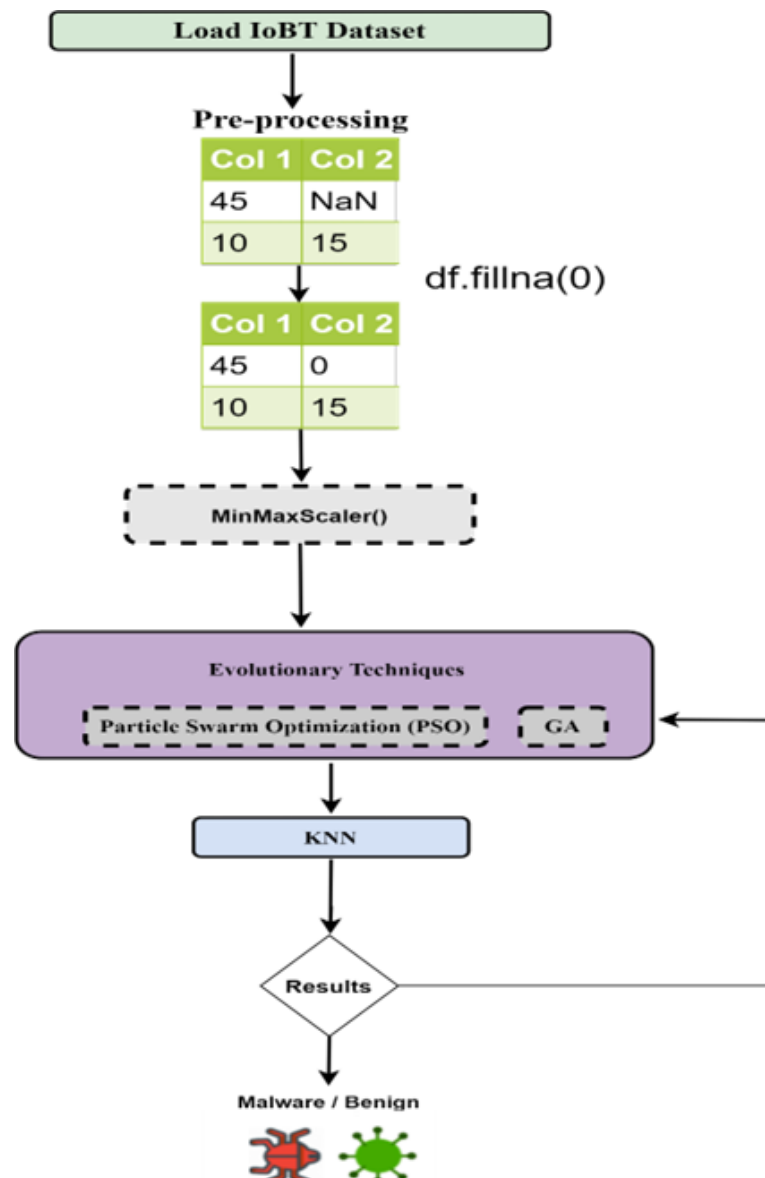 Load IoBT Dataset
Pre-processing
Col 1 Col 2
45 NaN
10 15
df.fillna(0)
Col 1 Col 2
45 0
10 15
MinMaxScaler()
Evolutionary Techniques
Particle Swarm Optimization (PSO) GA
KNN
Results
Malware / Benign